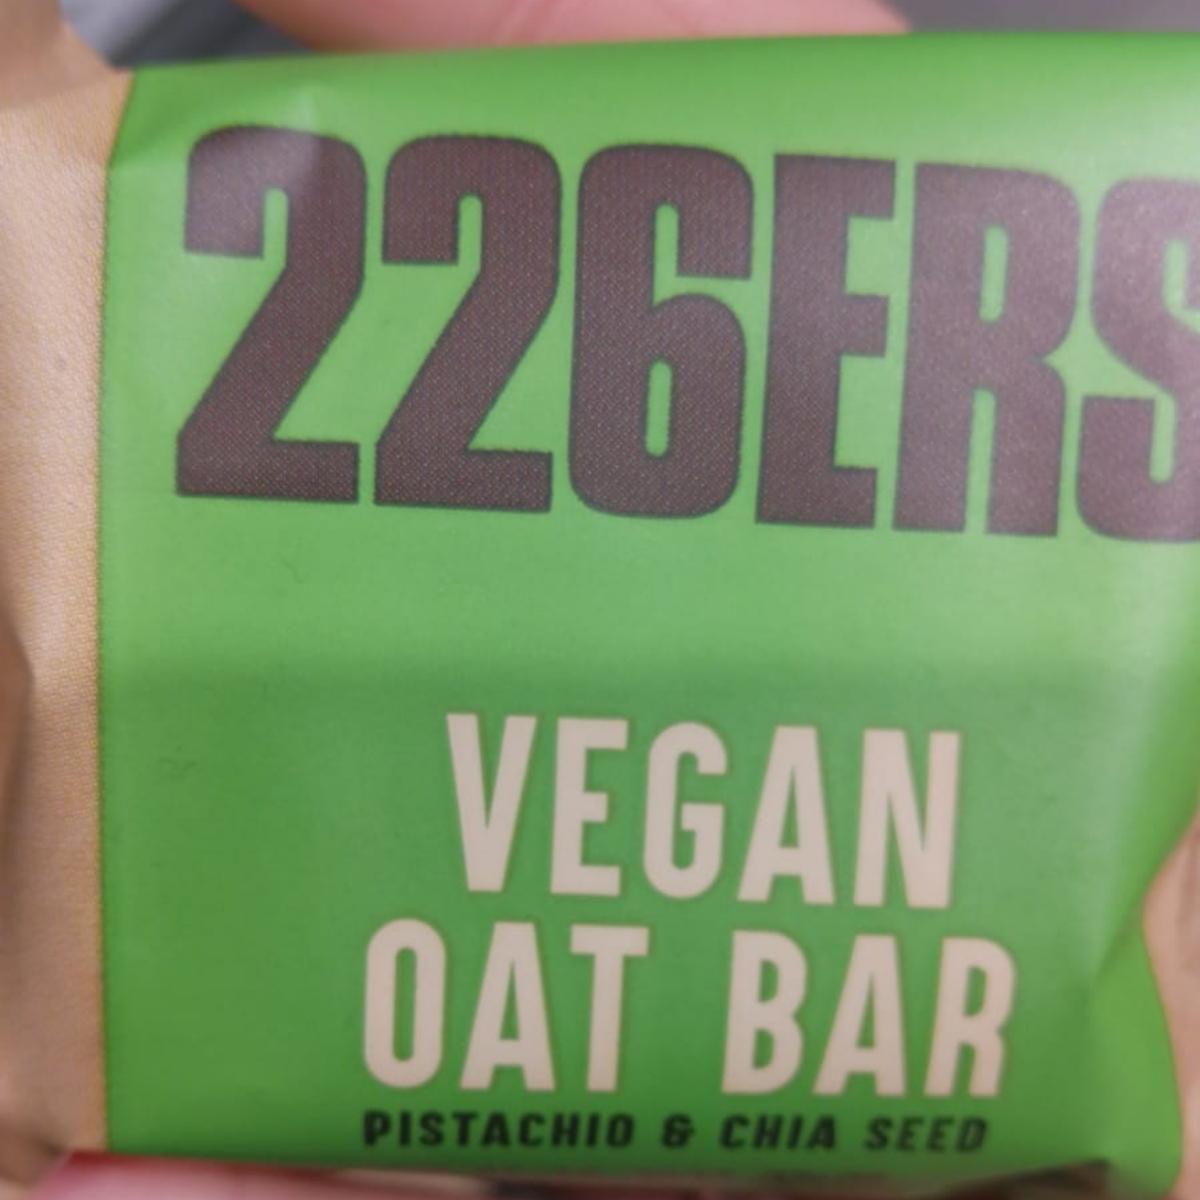 226ERS
VEGAN
OAT BAR
PISTACHIO & CHIA SEED